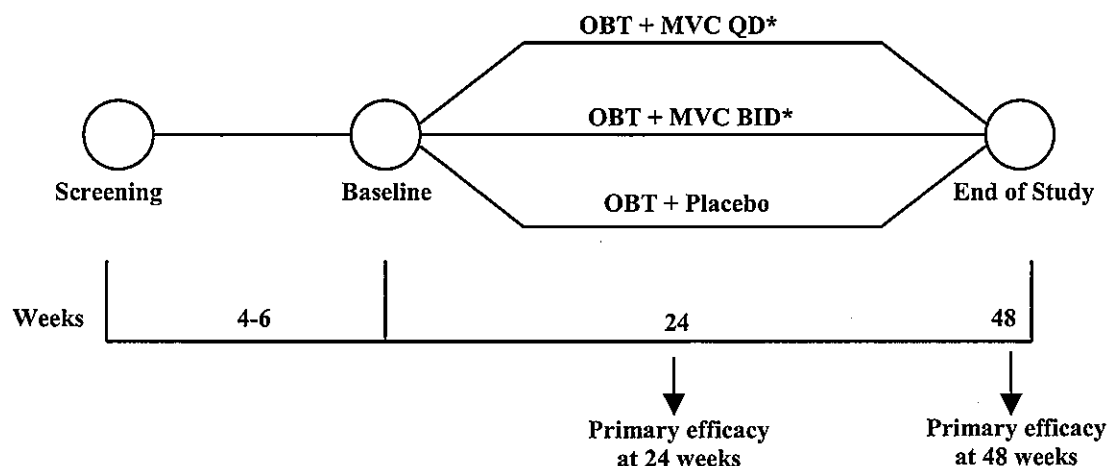 OBT + MVC QD*
OBT + MVC BID*
OBT + Placebo
Screening
Baseline
End of Study
Weeks
4-6
24
48
Primary efficacy
at 24 weeks
Primary efficacy
at 48 weeks